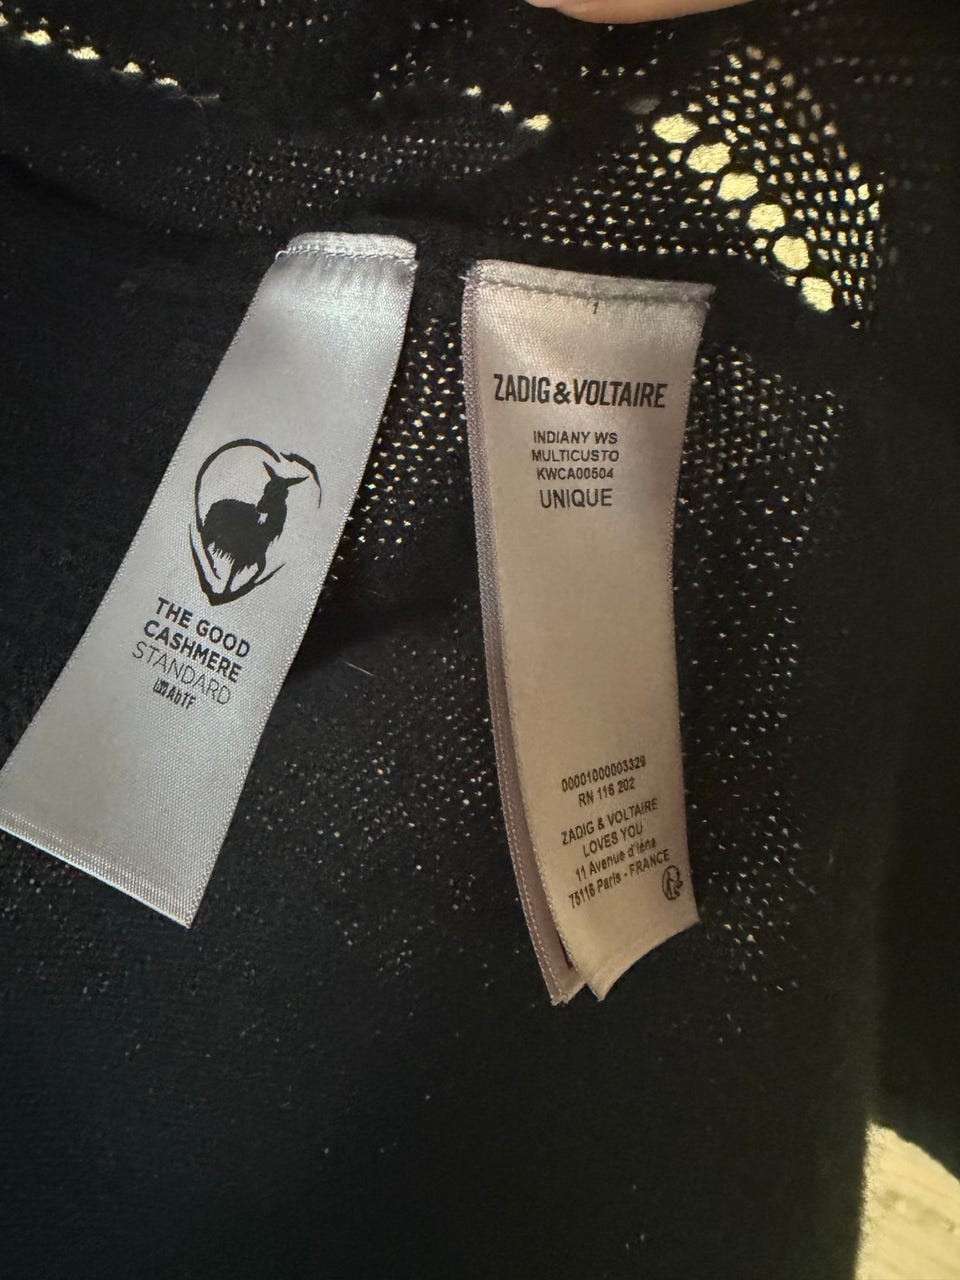 THE GOOD
CASHMERE
STANDARD
AbTF
ZADIG&VOLTAIRE
INDIANY WS
MULTICUSTO
KWCA00504
UNIQUE
00001000003329
RN 116 202
ZADIG & VOLTAIRE
LOVES YOU
11 Avenue d'Iéna
75116 Paris - FRANCE